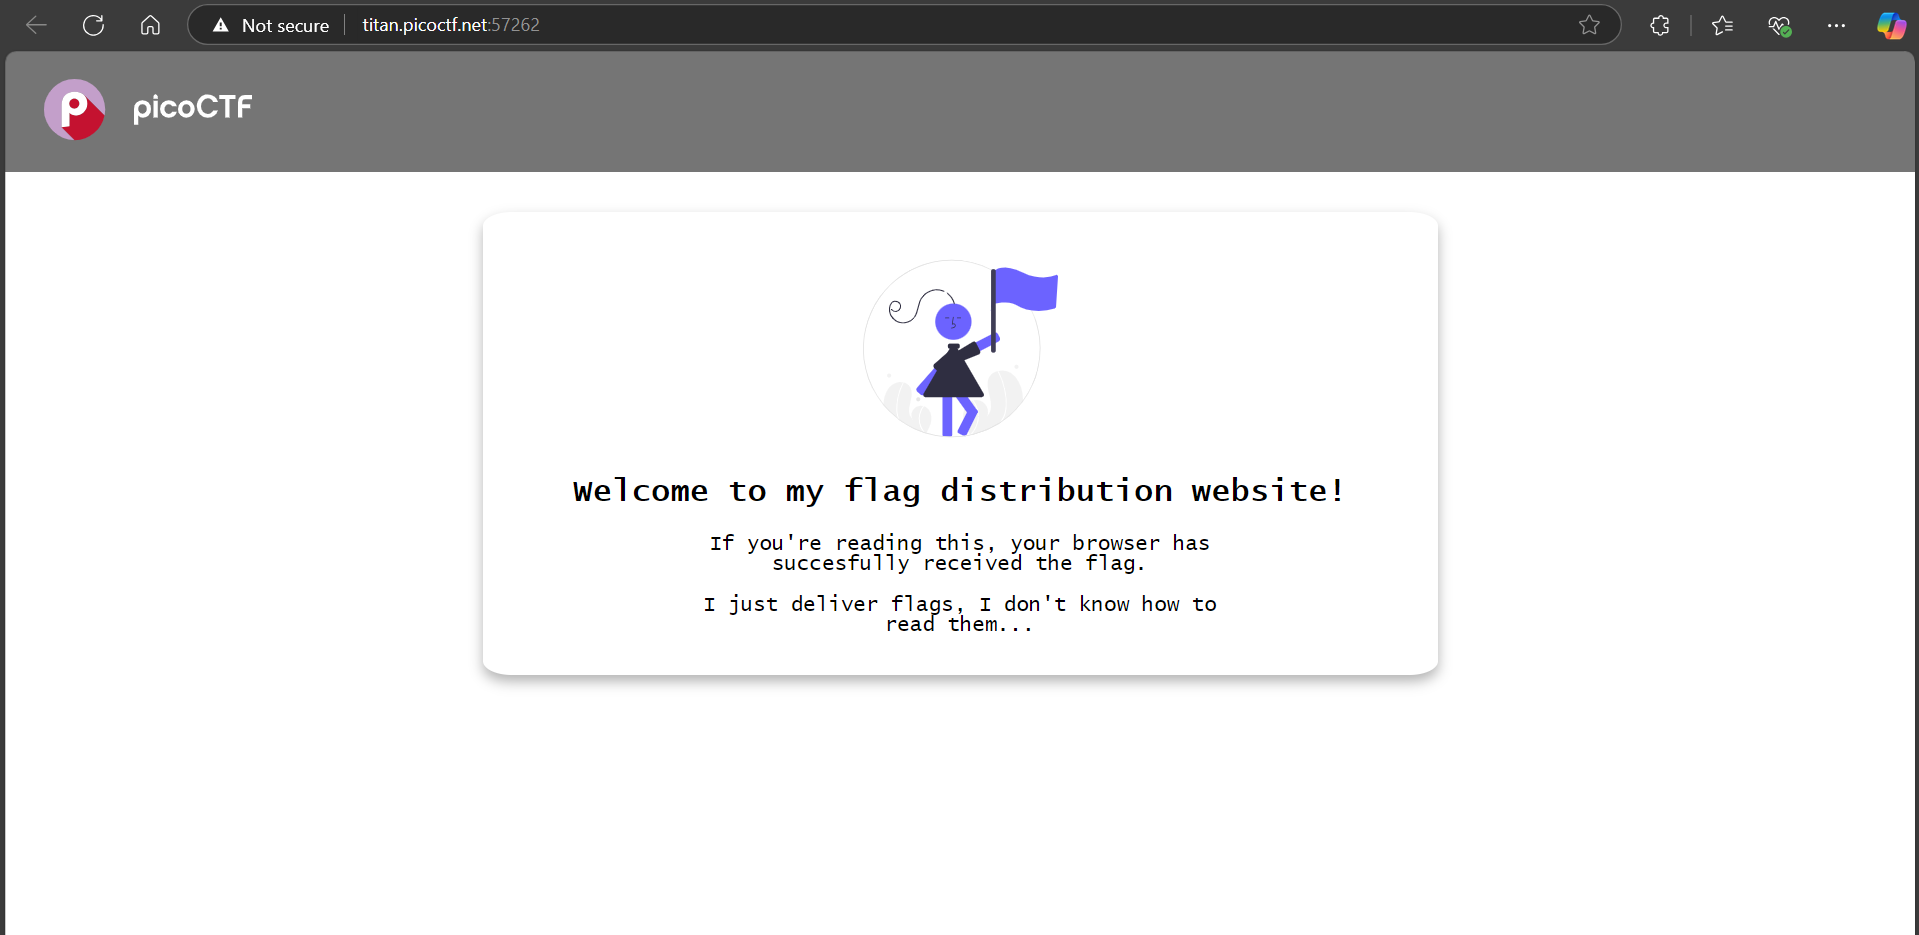 Not secure titan.picoctf.net:57262
picoCTF
Welcome to my flag distribution website!
If you're reading this, your browser has
succesfully received the flag.
I just deliver flags, I don't know how to
read them...